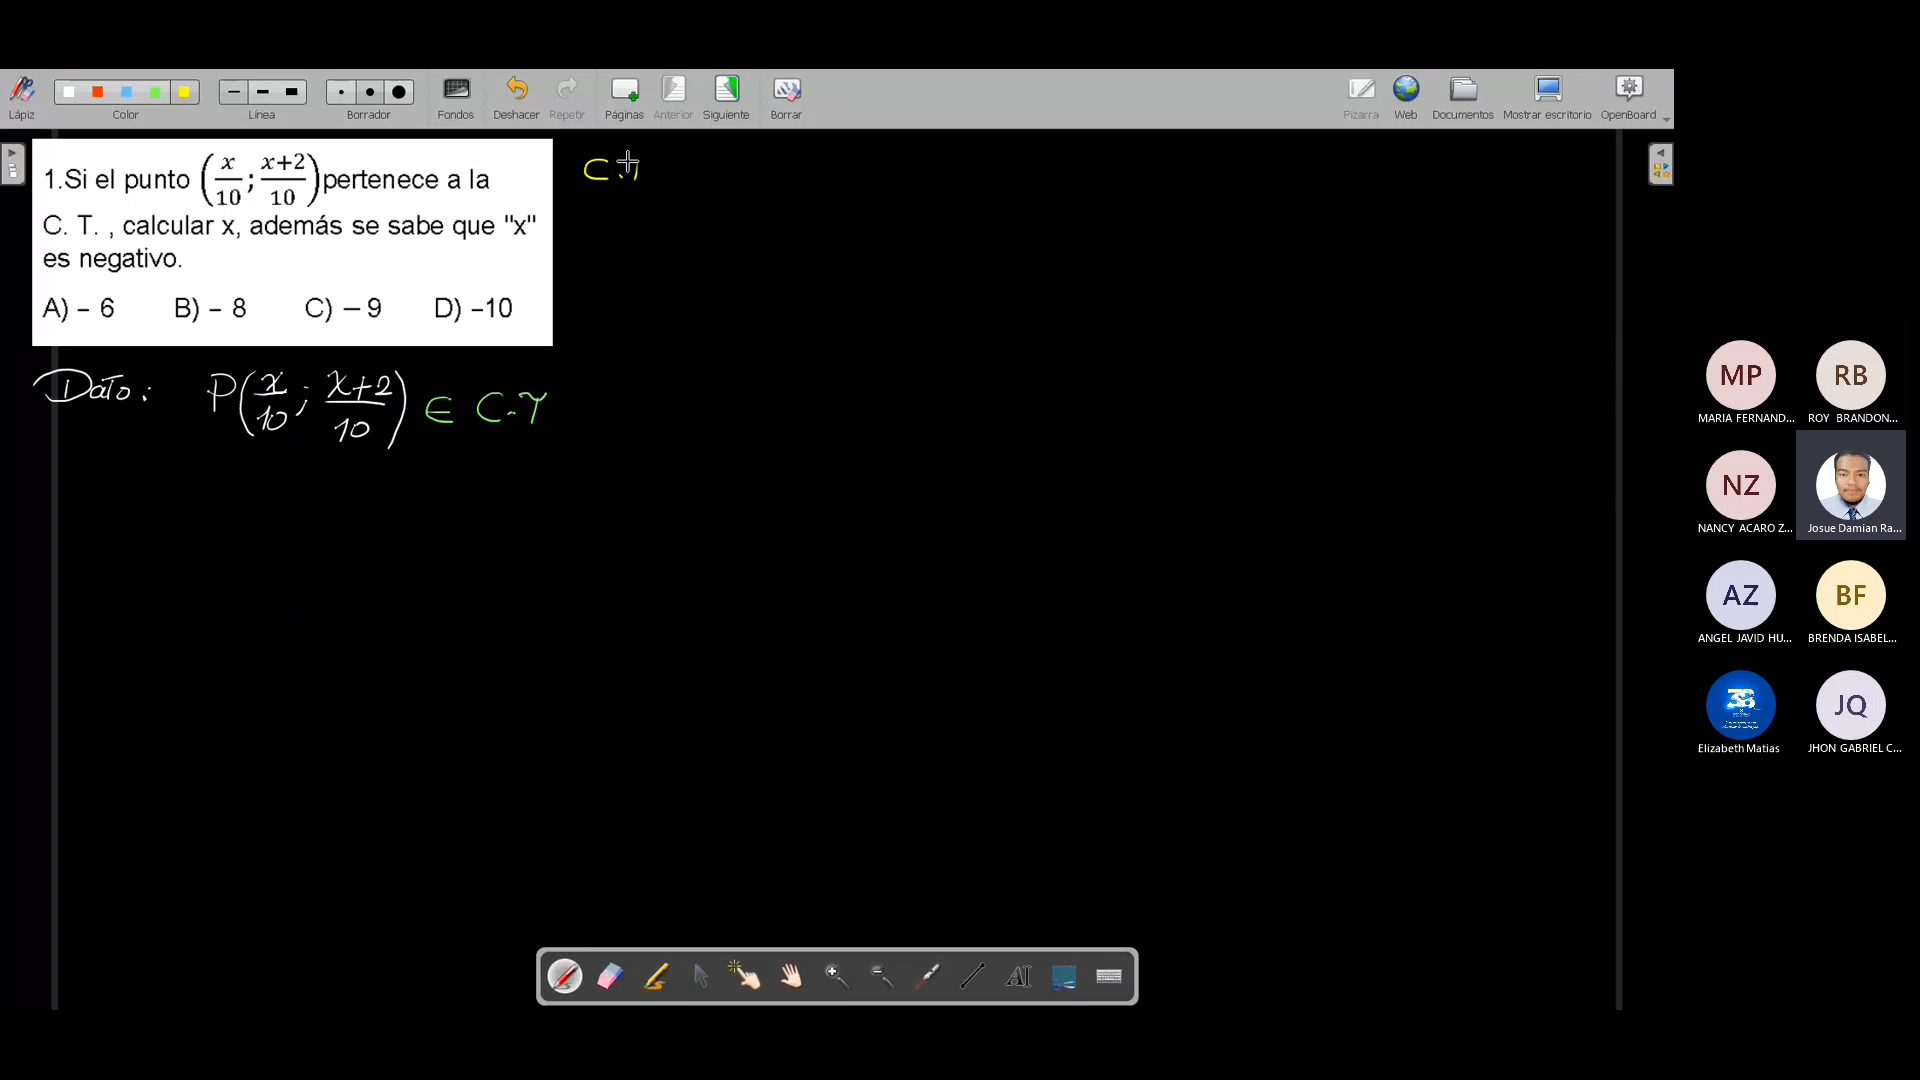 Lápiz Color Línea Borrador Fondos Deshacer Repetir Páginas Anterior Siguiente Borrar Pizarra Web Documentos Mostrar escritorio OpenBoard
1.Si el punto (x/10 ; x+2/10) pertenece a la
C. T. , calcular x, además se sabe que "x"
es negativo.
A) – 6 B) – 8 C) – 9 D) –10
C.T
Dato: P(x/10 ; x+2/10) ∈ C.T
MP RB
MARIA FERNAND... ROY BRANDON...
NZ
NANCY ACARO Z... Josue Damian Ra...
AZ BF
ANGEL JAVID HU... BRENDA ISABEL...
JQ
Elizabeth Matias JHON GABRIEL C...
AI